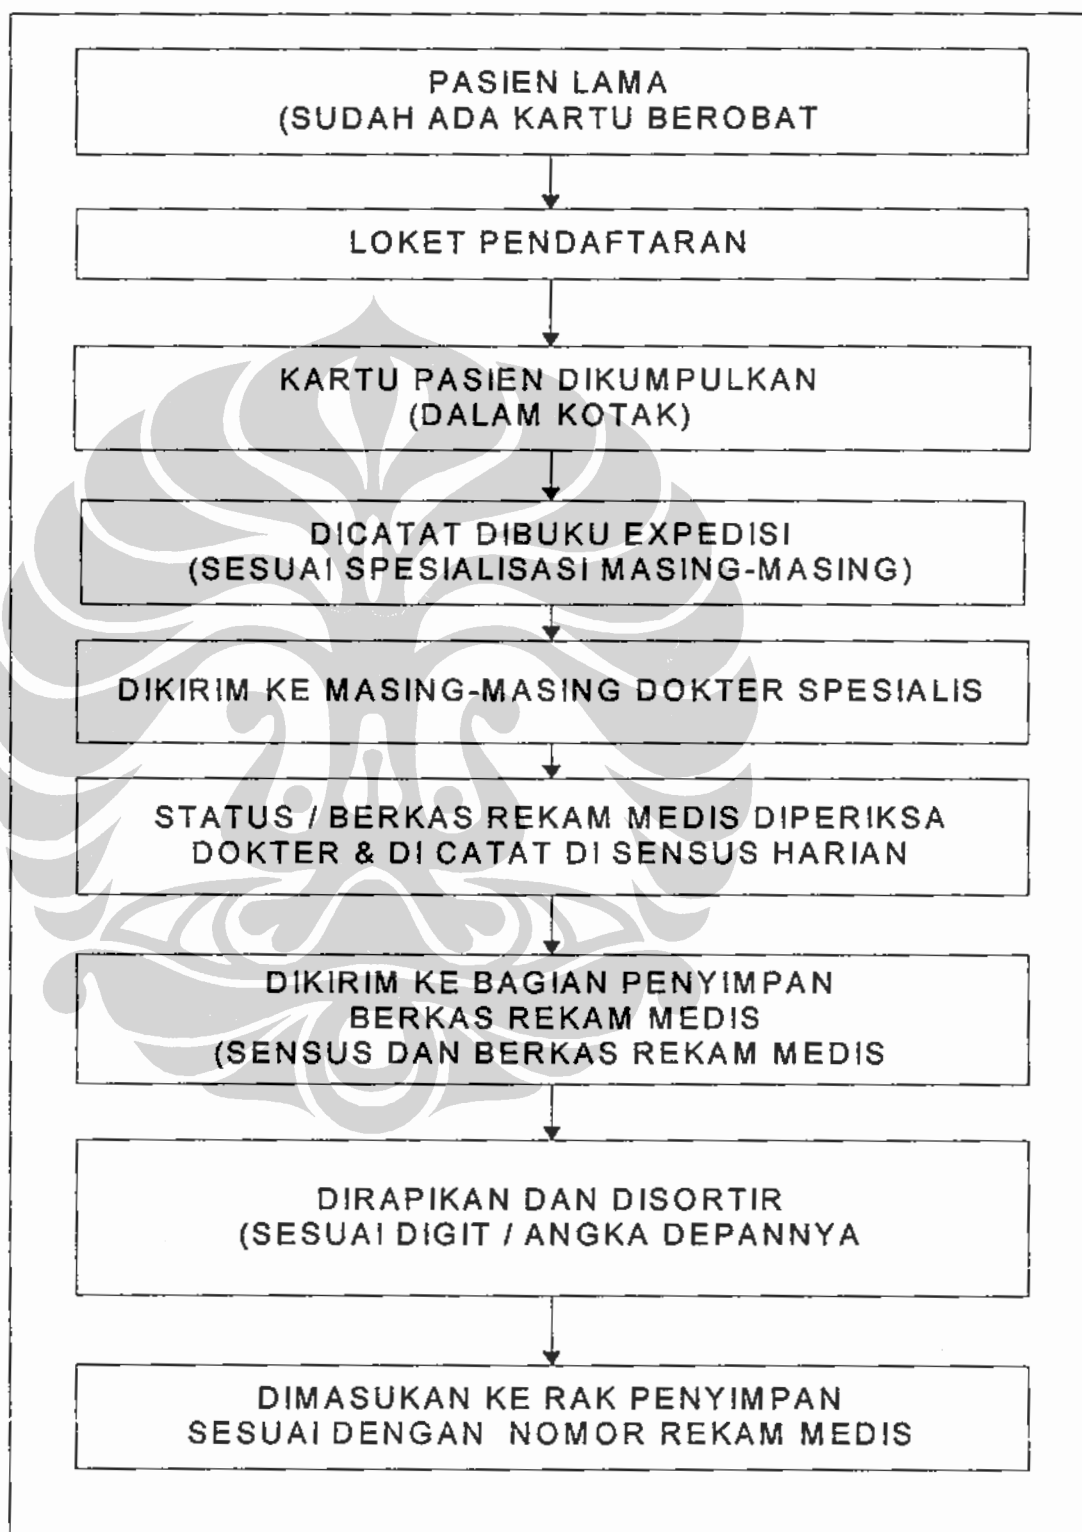 PASIEN LAMA
(SUDAH ADA KARTU BEROBAT
LOKET PENDAFTARAN
KARTU PASIEN DIKUMPULKAN
(DALAM KOTAK)
DICATAT DIBUKU EXPEDISI
(SESUAI SPESIALISASI MASING-MASING)
DIKIRIM KE MASING-MASING DOKTER SPESIALIS
STATUS / BERKAS REKAM MEDIS DIPERIKSA
DOKTER & DI CATAT DI SENSUS HARIAN
DIKIRIM KE BAGIAN PENYIMPAN
BERKAS REKAM MEDIS
(SENSUS DAN BERKAS REKAM MEDIS
DIRAPIKAN DAN DISORTIR
(SESUAI DIGIT / ANGKA DEPANNYA
DIMASUKAN KE RAK PENYIMPAN
SESUAI DENGAN NOMOR REKAM MEDIS